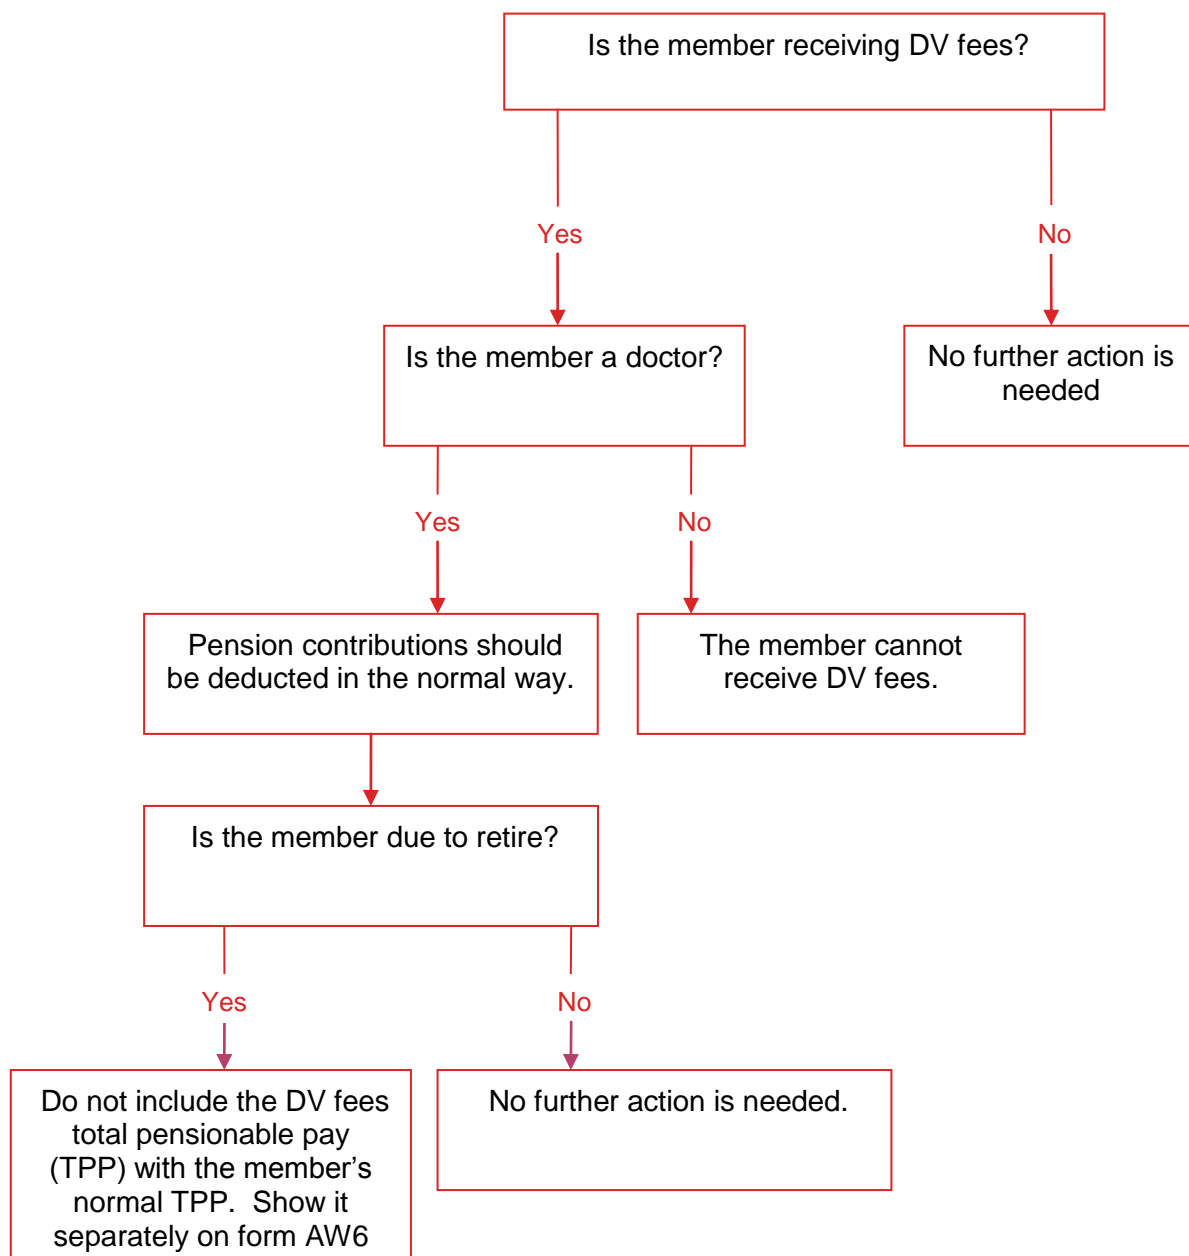 Is the member receiving DV fees?
Yes
No
Is the member a doctor?
No further action is
needed
Yes
No
Pension contributions should
be deducted in the normal way.
The member cannot
receive DV fees.
Is the member due to retire?
Yes
No
Do not include the DV fees
total pensionable pay
(TPP) with the member’s
normal TPP.  Show it
separately on form AW6
No further action is needed.